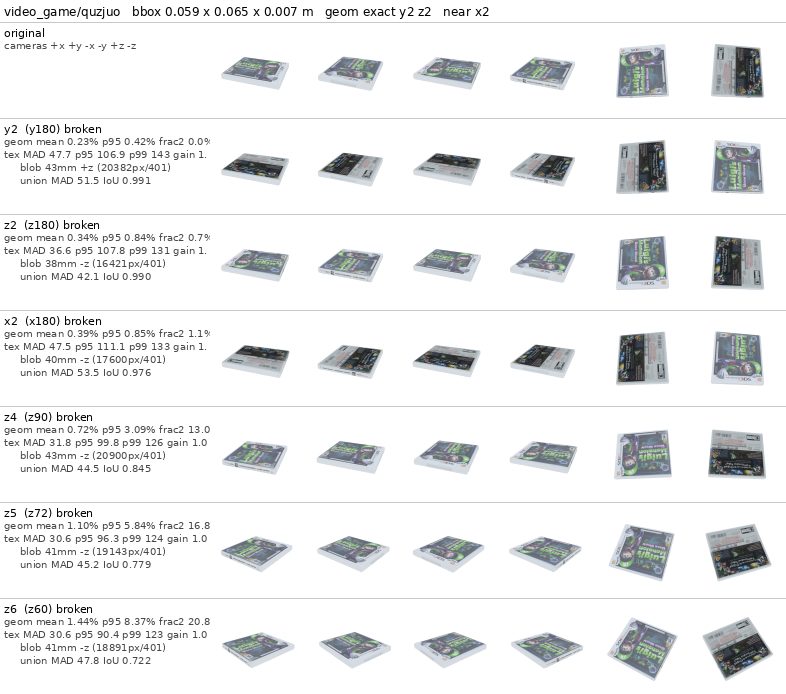 video_game/quzjuo   bbox 0.059 x 0.065 x 0.007 m   geom exact y2 z2   near x2
original
cameras +x +y -x -y +z -z
y2  (y180) broken
geom mean 0.23% p95 0.42% frac2 0.0%
tex MAD 47.7 p95 106.9 p99 143 gain 1.
blob 43mm +z (20382px/401)
union MAD 51.5 IoU 0.991
z2  (z180) broken
geom mean 0.34% p95 0.84% frac2 0.7%
tex MAD 36.6 p95 107.8 p99 131 gain 1.
blob 38mm -z (16421px/401)
union MAD 42.1 IoU 0.990
x2  (x180) broken
geom mean 0.39% p95 0.85% frac2 1.1%
tex MAD 47.5 p95 111.1 p99 133 gain 1.
blob 40mm -z (17600px/401)
union MAD 53.5 IoU 0.976
z4  (z90) broken
geom mean 0.72% p95 3.09% frac2 13.0
tex MAD 31.8 p95 99.8 p99 126 gain 1.0
blob 43mm -z (20900px/401)
union MAD 44.5 IoU 0.845
z5  (z72) broken
geom mean 1.10% p95 5.84% frac2 16.8
tex MAD 30.6 p95 96.3 p99 124 gain 1.0
blob 41mm -z (19143px/401)
union MAD 45.2 IoU 0.779
z6  (z60) broken
geom mean 1.44% p95 8.37% frac2 20.8
tex MAD 30.6 p95 90.4 p99 123 gain 1.0
blob 41mm -z (18891px/401)
union MAD 47.8 IoU 0.722